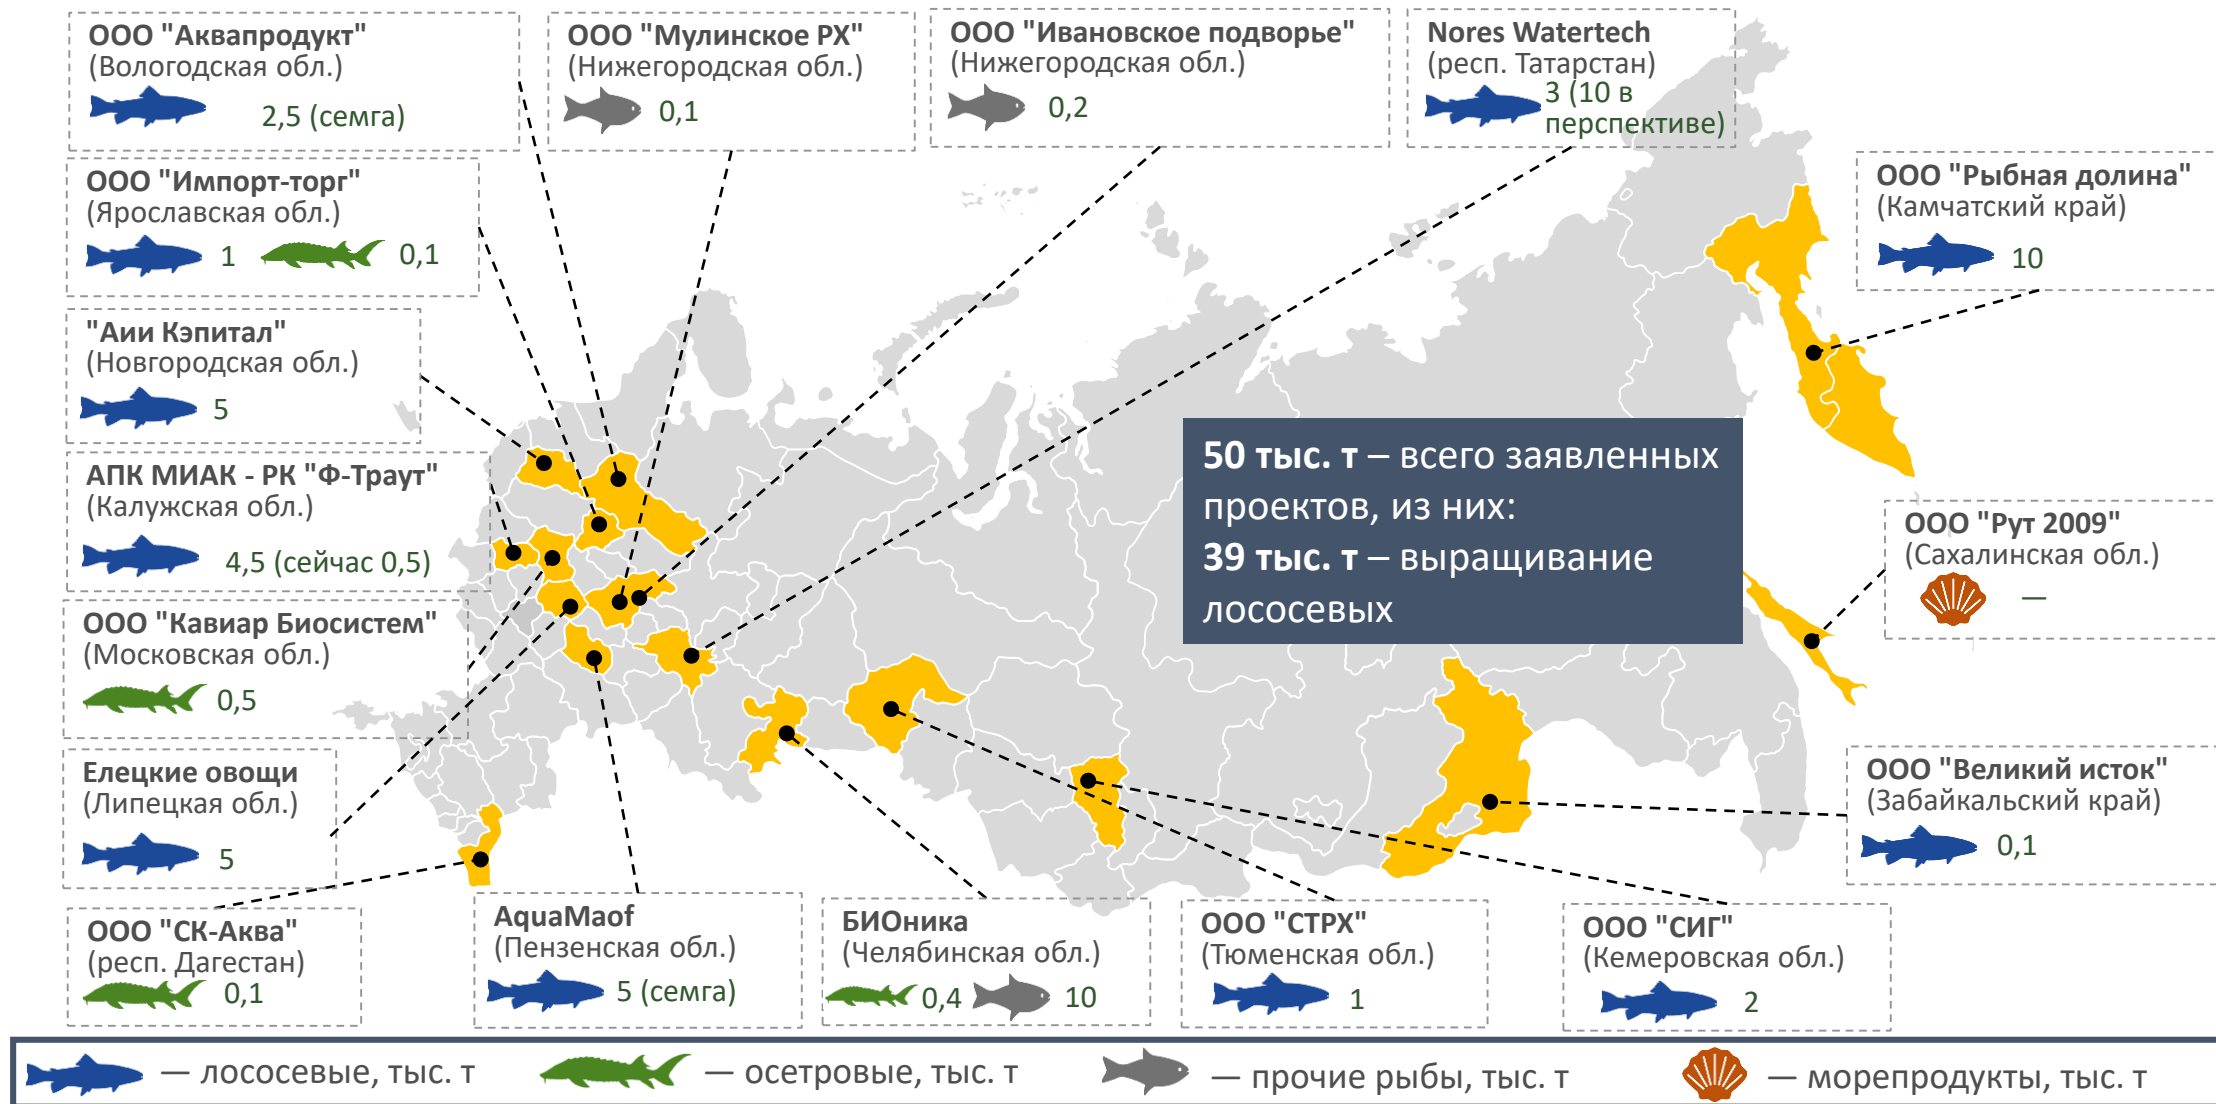 ООО "Аквапродукт"
(Вологодская обл.)
2,5 (семга)
ООО "Мулинское РХ"
(Нижегородская обл.)
0,1
ООО "Ивановское подворье"
(Нижегородская обл.)
0,2
Nores Watertech
(респ. Татарстан)
3 (10 в
перспективе)
ООО "Импорт-торг"
(Ярославская обл.)
1
0,1
ООО "Рыбная долина"
(Камчатский край)
10
"Аии Кэпитал"
(Новгородская обл.)
5
АПК МИАК - РК "Ф-Траут"
(Калужская обл.)
4,5 (сейчас 0,5)
50 тыс. т – всего заявленных
проектов, из них:
39 тыс. т – выращивание
лососевых
ООО "Рут 2009"
(Сахалинская обл.)
—
ООО "Кавиар Биосистем"
(Московская обл.)
0,5
Елецкие овощи
(Липецкая обл.)
5
ООО "Великий исток"
(Забайкальский край)
0,1
ООО "СК-Аква"
(респ. Дагестан)
0,1
AquaMaof
(Пензенская обл.)
5 (семга)
БИОника
(Челябинская обл.)
0,4
10
ООО "СТРХ"
(Тюменская обл.)
1
ООО "СИГ"
(Кемеровская обл.)
2
— лососевые, тыс. т
— осетровые, тыс. т
— прочие рыбы, тыс. т
— морепродукты, тыс. т